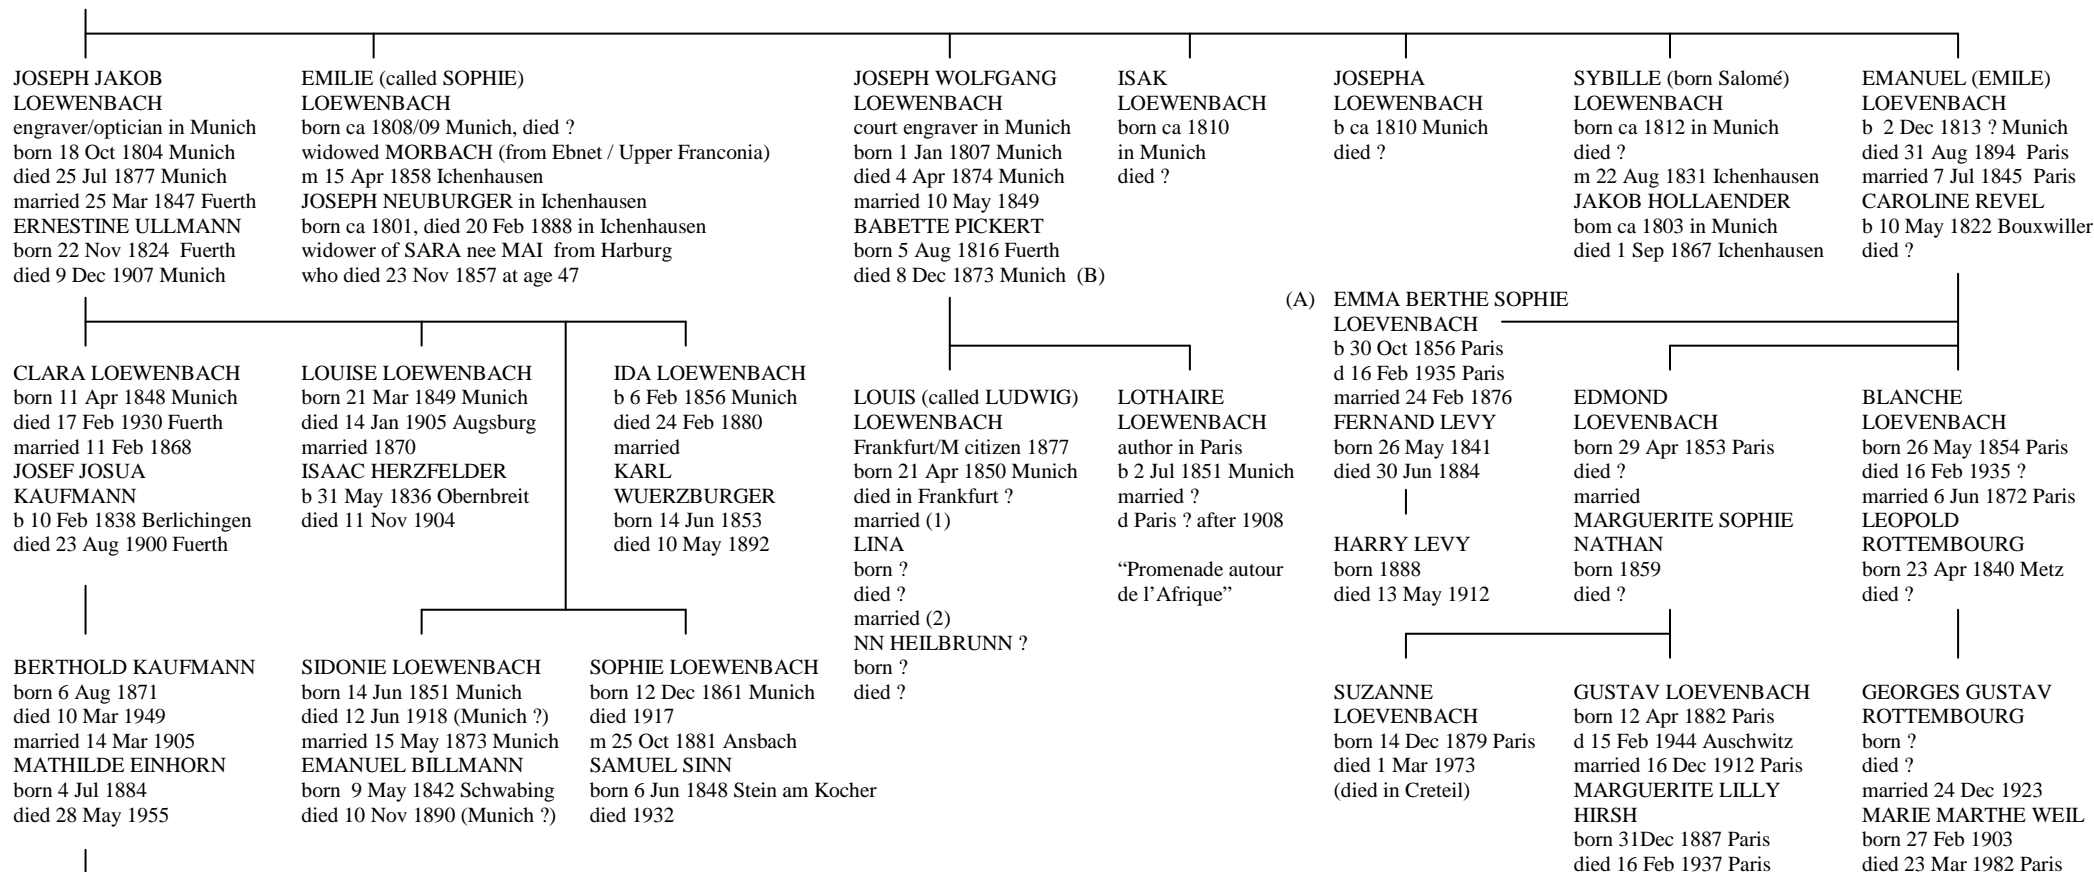 JOSEPH JAKOB
LOEWENBACH
engraver/optician in Munich
born 18 Oct 1804 Munich
died 25 Jul 1877 Munich
married 25 Mar 1847 Fuerth
ERNESTINE ULLMANN
born 22 Nov 1824 Fuerth
died 9 Dec 1907 Munich
EMILIE (called SOPHIE)
LOEWENBACH
born ca 1808/09 Munich, died ?
widowed MORBACH (from Ebnet / Upper Franconia)
m 15 Apr 1858 Ichenhausen
JOSEPH NEUBURGER in Ichenhausen
born ca 1801, died 20 Feb 1888 in Ichenhausen
widower of SARA nee MAI from Harburg
who died 23 Nov 1857 at age 47
JOSEPH WOLFGANG
LOEWENBACH
court engraver in Munich
born 1 Jan 1807 Munich
died 4 Apr 1874 Munich
married 10 May 1849
BABETTE PICKERT
born 5 Aug 1816 Fuerth
died 8 Dec 1873 Munich (B)
ISAK
LOEWENBACH
born ca 1810
in Munich
died ?
JOSEPHA
LOEWENBACH
b ca 1810 Munich
died ?
SYBILLE (born Salomé)
LOEWENBACH
born ca 1812 in Munich
died ?
m 22 Aug 1831 Ichenhausen
JAKOB HOLLAENDER
bom ca 1803 in Munich
died 1 Sep 1867 Ichenhausen
EMANUEL (EMILE)
LOEVENBACH
b 2 Dec 1813 ? Munich
died 31 Aug 1894 Paris
married 7 Jul 1845 Paris
CAROLINE REVEL
b 10 May 1822 Bouxwiller
died ?
CLARA LOEWENBACH
born 11 Apr 1848 Munich
died 17 Feb 1930 Fuerth
married 11 Feb 1868
JOSEF JOSUA
KAUFMANN
b 10 Feb 1838 Berlichingen
died 23 Aug 1900 Fuerth
LOUISE LOEWENBACH
born 21 Mar 1849 Munich
died 14 Jan 1905 Augsburg
married 1870
ISAAC HERZFELDER
b 31 May 1836 Obernbreit
died 11 Nov 1904
IDA LOEWENBACH
b 6 Feb 1856 Munich
died 24 Feb 1880
married
KARL
WUERZBURGER
born 14 Jun 1853
died 10 May 1892
LOUIS (called LUDWIG)
LOEWENBACH
Frankfurt/M citizen 1877
born 21 Apr 1850 Munich
died in Frankfurt ?
married (1)
LINA
born ?
died ?
married (2)
NN HEILBRUNN ?
born ?
died ?
LOTHAIRE
LOEWENBACH
author in Paris
b 2 Jul 1851 Munich
married ?
d Paris ? after 1908
“Promenade autour
de l’Afrique”
(A) EMMA BERTHE SOPHIE
LOEVENBACH
b 30 Oct 1856 Paris
d 16 Feb 1935 Paris
married 24 Feb 1876
FERNAND LEVY
born 26 May 1841
died 30 Jun 1884
HARRY LEVY
born 1888
died 13 May 1912
EDMOND
LOEVENBACH
born 29 Apr 1853 Paris
died ?
married
MARGUERITE SOPHIE
NATHAN
born 1859
died ?
BLANCHE
LOEVENBACH
born 26 May 1854 Paris
died 16 Feb 1935 ?
married 6 Jun 1872 Paris
LEOPOLD
ROTTEMBOURG
born 23 Apr 1840 Metz
died ?
BERTHOLD KAUFMANN
born 6 Aug 1871
died 10 Mar 1949
married 14 Mar 1905
MATHILDE EINHORN
born 4 Jul 1884
died 28 May 1955
SIDONIE LOEWENBACH
born 14 Jun 1851 Munich
died 12 Jun 1918 (Munich ?)
married 15 May 1873 Munich
EMANUEL BILLMANN
born 9 May 1842 Schwabing
died 10 Nov 1890 (Munich ?)
SOPHIE LOEWENBACH
born 12 Dec 1861 Munich
died 1917
m 25 Oct 1881 Ansbach
SAMUEL SINN
born 6 Jun 1848 Stein am Kocher
died 1932
SUZANNE
LOEVENBACH
born 14 Dec 1879 Paris
died 1 Mar 1973
(died in Creteil)
GUSTAV LOEVENBACH
born 12 Apr 1882 Paris
d 15 Feb 1944 Auschwitz
married 16 Dec 1912 Paris
MARGUERITE LILLY
HIRSH
born 31Dec 1887 Paris
died 16 Feb 1937 Paris
GEORGES GUSTAV
ROTTEMBOURG
born ?
died ?
married 24 Dec 1923
MARIE MARTHE WEIL
born 27 Feb 1903
died 23 Mar 1982 Paris